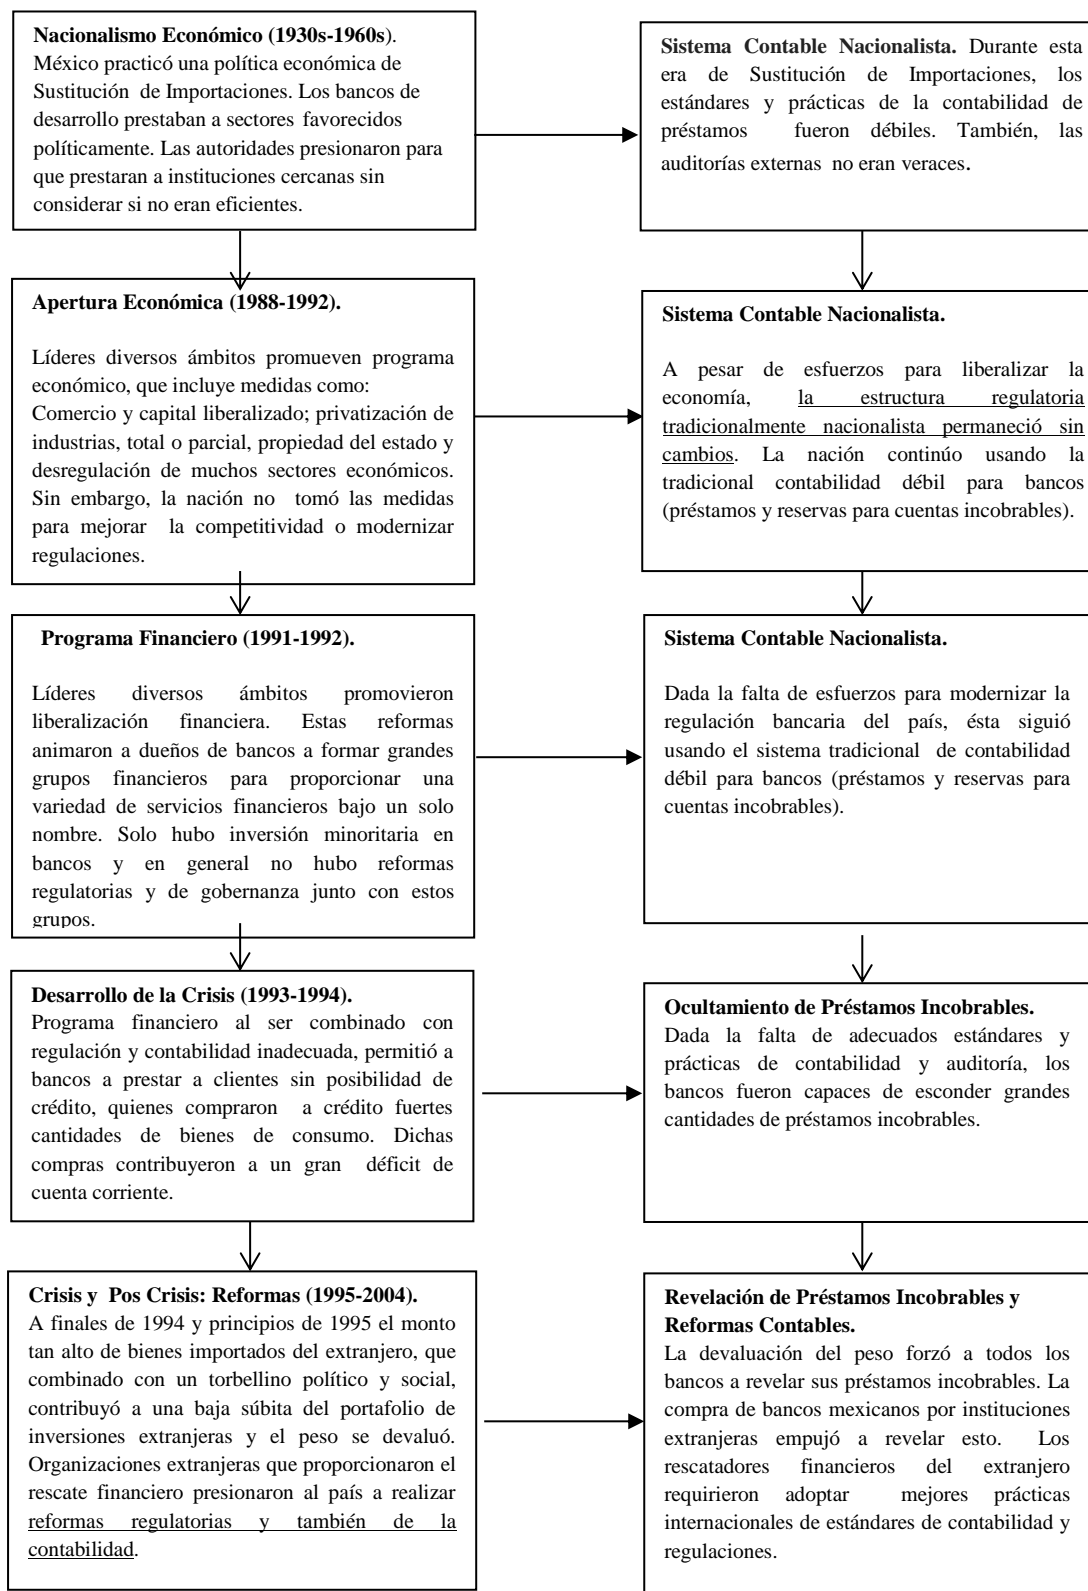 Nacionalismo Económico (1930s-1960s).
México practicó una política económica de
Sustitución de Importaciones. Los bancos de
desarrollo prestaban a sectores favorecidos
políticamente. Las autoridades presionaron para
que prestaran a instituciones cercanas sin
considerar si no eran eficientes.
Sistema Contable Nacionalista. Durante esta
era de Sustitución de Importaciones, los
estándares y prácticas de la contabilidad de
préstamos fueron débiles. También, las
auditorías externas no eran veraces.
Apertura Económica (1988-1992).
Líderes diversos ámbitos promueven programa
económico, que incluye medidas como:
Comercio y capital liberalizado; privatización de
industrias, total o parcial, propiedad del estado y
desregulación de muchos sectores económicos.
Sin embargo, la nación no tomó las medidas
para mejorar la competitividad o modernizar
regulaciones.
Sistema Contable Nacionalista.
A pesar de esfuerzos para liberalizar la
economía, la estructura regulatoria
tradicionalmente nacionalista permaneció sin
cambios. La nación continúo usando la
tradicional contabilidad débil para bancos
(préstamos y reservas para cuentas incobrables).
Programa Financiero (1991-1992).
Líderes diversos ámbitos promovieron
liberalización financiera. Estas reformas
animaron a dueños de bancos a formar grandes
grupos financieros para proporcionar una
variedad de servicios financieros bajo un solo
nombre. Solo hubo inversión minoritaria en
bancos y en general no hubo reformas
regulatorias y de gobernanza junto con estos
grupos.
Sistema Contable Nacionalista.
Dada la falta de esfuerzos para modernizar la
regulación bancaria del país, ésta siguió
usando el sistema tradicional de contabilidad
débil para bancos (préstamos y reservas para
cuentas incobrables).
Desarrollo de la Crisis (1993-1994).
Programa financiero al ser combinado con
regulación y contabilidad inadecuada, permitió a
bancos a prestar a clientes sin posibilidad de
crédito, quienes compraron a crédito fuertes
cantidades de bienes de consumo. Dichas
compras contribuyeron a un gran déficit de
cuenta corriente.
Ocultamiento de Préstamos Incobrables.
Dada la falta de adecuados estándares y
prácticas de contabilidad y auditoría, los
bancos fueron capaces de esconder grandes
cantidades de préstamos incobrables.
Crisis y Pos Crisis: Reformas (1995-2004).
A finales de 1994 y principios de 1995 el monto
tan alto de bienes importados del extranjero, que
combinado con un torbellino político y social,
contribuyó a una baja súbita del portafolio de
inversiones extranjeras y el peso se devaluó.
Organizaciones extranjeras que proporcionaron el
rescate financiero presionaron al país a realizar
reformas regulatorias y también de la
contabilidad.
Revelación de Préstamos Incobrables y
Reformas Contables.
La devaluación del peso forzó a todos los
bancos a revelar sus préstamos incobrables. La
compra de bancos mexicanos por instituciones
extranjeras empujó a revelar esto. Los
rescatadores financieros del extranjero
requirieron adoptar mejores prácticas
internacionales de estándares de contabilidad y
regulaciones.